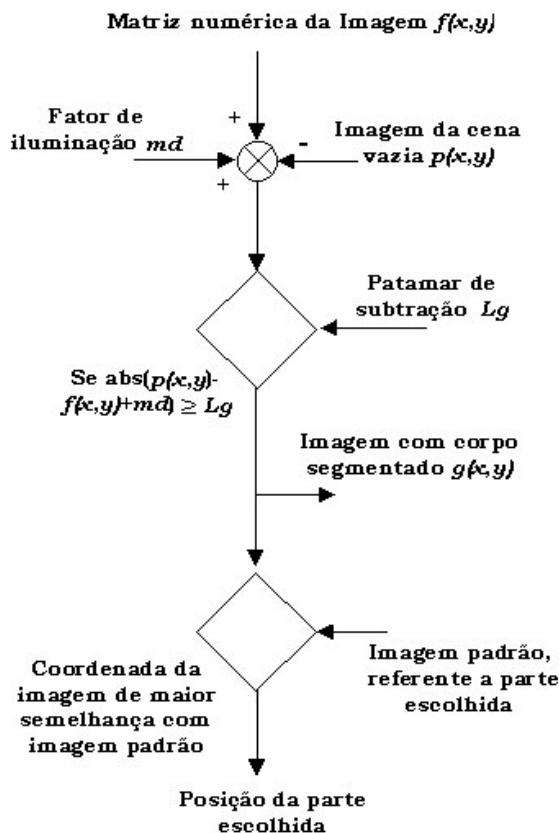 Matriz numérica da Imagem f(x,y)
+
Fator de
iluminação md
+
-
Imagem da cena
vazia p(x,y)
Patamar de
subtração Lg
Se abs(p(x,y)-
f(x,y)+md) ≥ Lg
Imagem com corpo
segmentado g(x,y)
Imagem padrão,
referente a parte
escolhida
Coordenada da
imagem de maior
semelhança com
imagem padrão
Posição da parte
escolhida